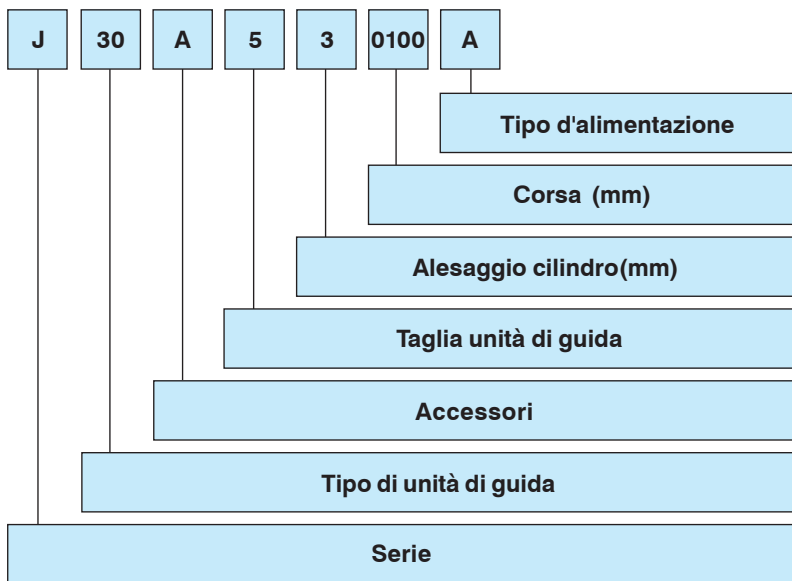 J 30 A 5 3 0100 A
Tipo d'alimentazione
Corsa (mm)
Alesaggio cilindro(mm)
Taglia unità di guida
Accessori
Tipo di unità di guida
Serie